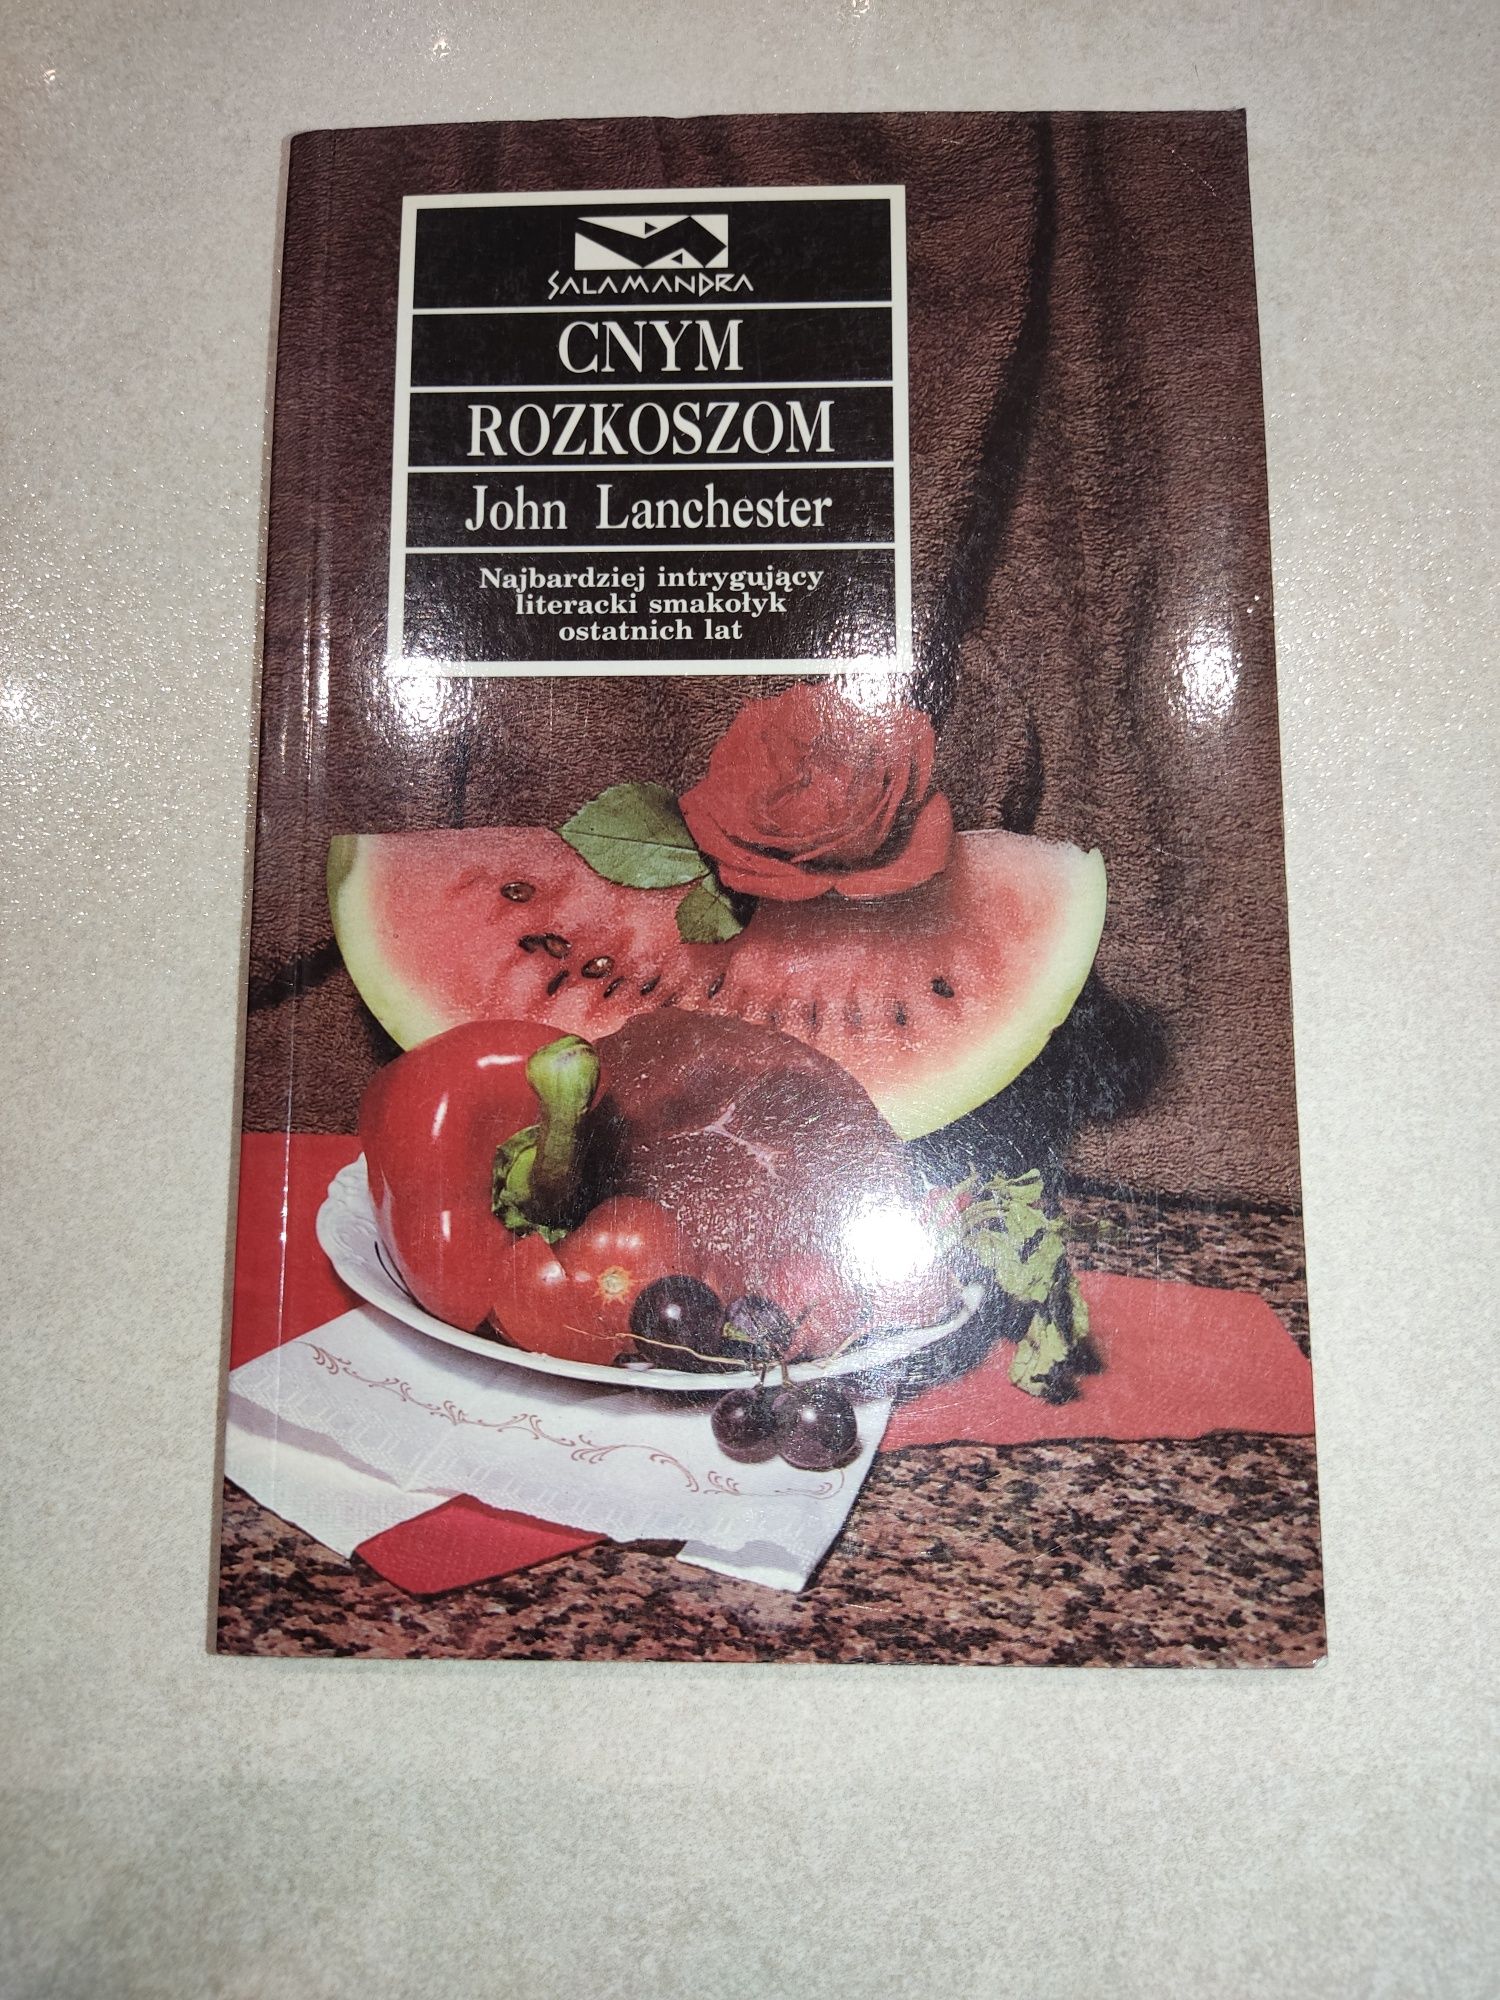 SALAMANDRA
CNYM
ROZKOSZOM
John Lanchester
Najbardziej intrygujący
literacki smakołyk
ostatnich lat